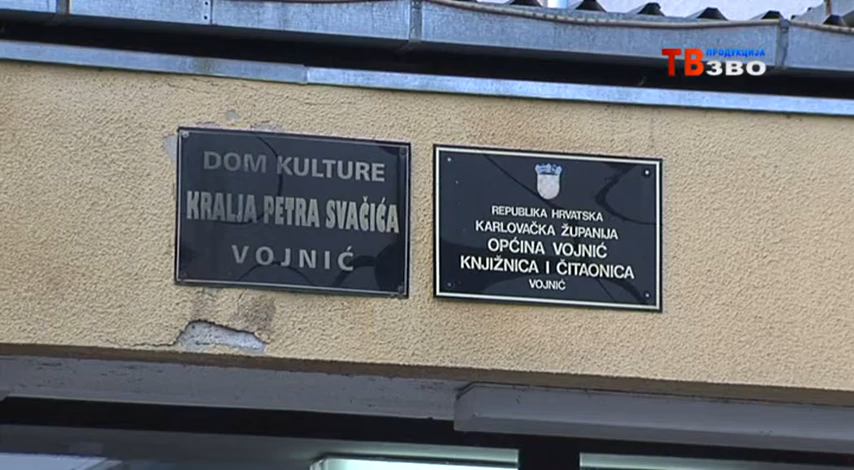 ПРОДУКЦИЈА
ТВ ЗВО
DOM KULTURE
KRALJA PETRA SVAČIĆA
VOJNIĆ
REPUBLIKA HRVATSKA
KARLOVAČKA ŽUPANIJA
OPĆINA VOJNIĆ
KNJIŽNICA I ČITAONICA
VOJNIĆ